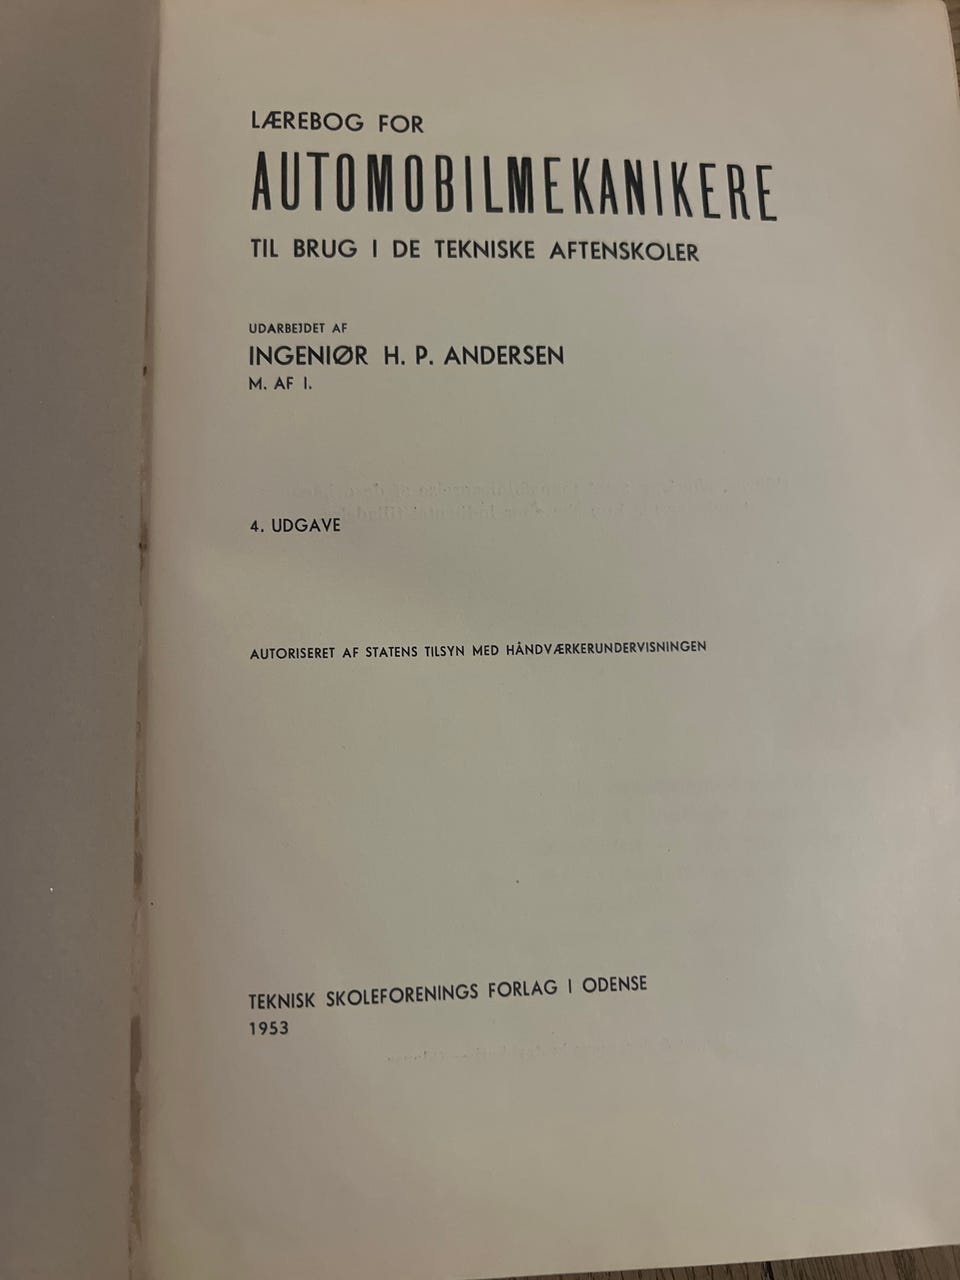 LÆREBOG FOR
AUTOMOBILMEKANIKERE
TIL BRUG I DE TEKNISKE AFTENSKOLER
UDARBEJDET AF
INGENIØR H. P. ANDERSEN
M. AF I.
4. UDGAVE
AUTORISERET AF STATENS TILSYN MED HÅNDVÆRKERUNDERVISNINGEN
TEKNISK SKOLEFORENINGS FORLAG I ODENSE
1953